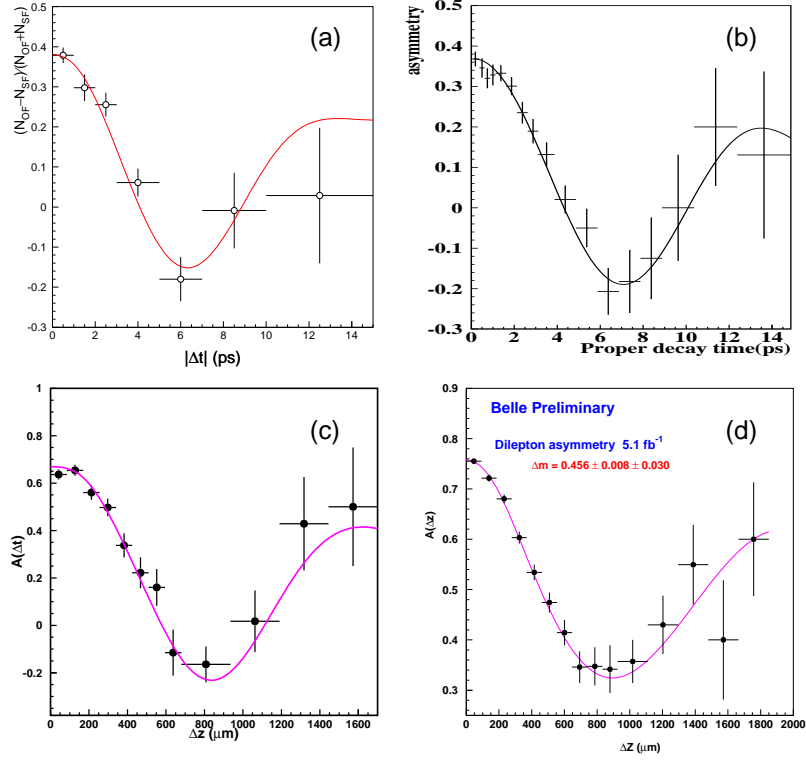 (a)
(N_OF−N_SF)/(N_OF+N_SF)
0.4
0.3
0.2
0.1
0
-0.1
-0.2
-0.3
0 2 4 6 8 10 12 14
|Δt| (ps)
(b)
asymmetry
0.5
0.4
0.3
0.2
0.1
0
-0.1
-0.2
-0.3
0 2 4 6 8 10 12 14
Proper decay time(ps)
(c)
A(Δt)
1
0.8
0.6
0.4
0.2
0
-0.2
0 200 400 600 800 1000 1200 1400 1600
Δz (μm)
(d)
Belle Preliminary
Dilepton asymmetry 5.1 fb⁻¹
Δm = 0.456 ± 0.008 ± 0.030
A(Δz)
0.9
0.8
0.7
0.6
0.5
0.4
0.3
0 200 400 600 800 1000 1200 1400 1600 1800 2000
ΔZ (μm)